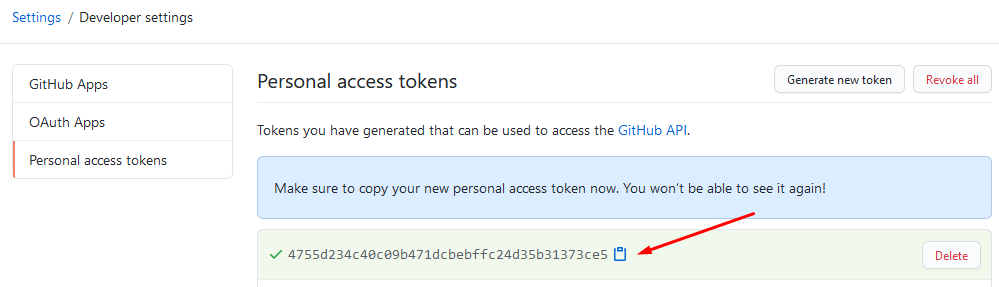 Settings / Developer settings
GitHub Apps
OAuth Apps
Personal access tokens
Personal access tokens
Generate new token
Revoke all
Tokens you have generated that can be used to access the GitHub API.
Make sure to copy your new personal access token now. You won't be able to see it again!
4755d234c40c09b471dcbebffc24d35b31373ce5
Delete